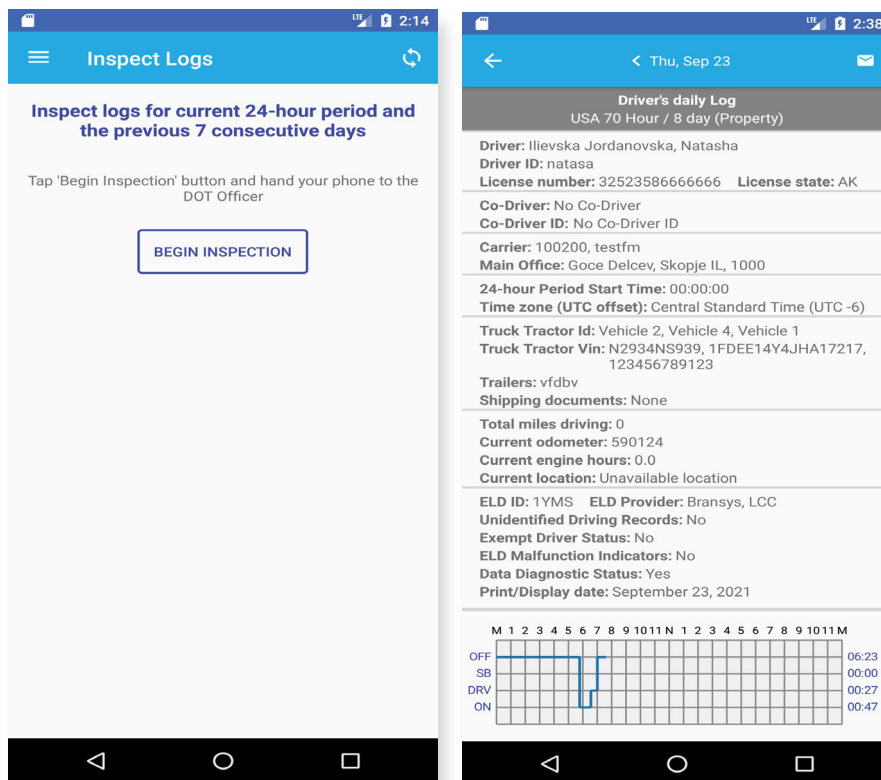 LTE 2:14
Inspect Logs
Inspect logs for current 24-hour period and
the previous 7 consecutive days
Tap 'Begin Inspection' button and hand your phone to the
DOT Officer
BEGIN INSPECTION
LTE 2:38
< Thu, Sep 23
Driver's daily Log
USA 70 Hour / 8 day (Property)
Driver: Ilievska Jordanovska, Natasha
Driver ID: natasa
License number: 32523586666666 License state: AK
Co-Driver: No Co-Driver
Co-Driver ID: No Co-Driver ID
Carrier: 100200, testfm
Main Office: Goce Delcev, Skopje IL, 1000
24-hour Period Start Time: 00:00:00
Time zone (UTC offset): Central Standard Time (UTC -6)
Truck Tractor Id: Vehicle 2, Vehicle 4, Vehicle 1
Truck Tractor Vin: N2934NS939, 1FDEE14Y4JHA17217,
123456789123
Trailers: vfdbv
Shipping documents: None
Total miles driving: 0
Current odometer: 590124
Current engine hours: 0.0
Current location: Unavailable location
ELD ID: 1YMS ELD Provider: Bransys, LCC
Unidentified Driving Records: No
Exempt Driver Status: No
ELD Malfunction Indicators: No
Data Diagnostic Status: Yes
Print/Display date: September 23, 2021
M 1 2 3 4 5 6 7 8 9 10 11 N 1 2 3 4 5 6 7 8 9 10 11 M
OFF 06:23
SB 00:00
DRV 00:27
ON 00:47